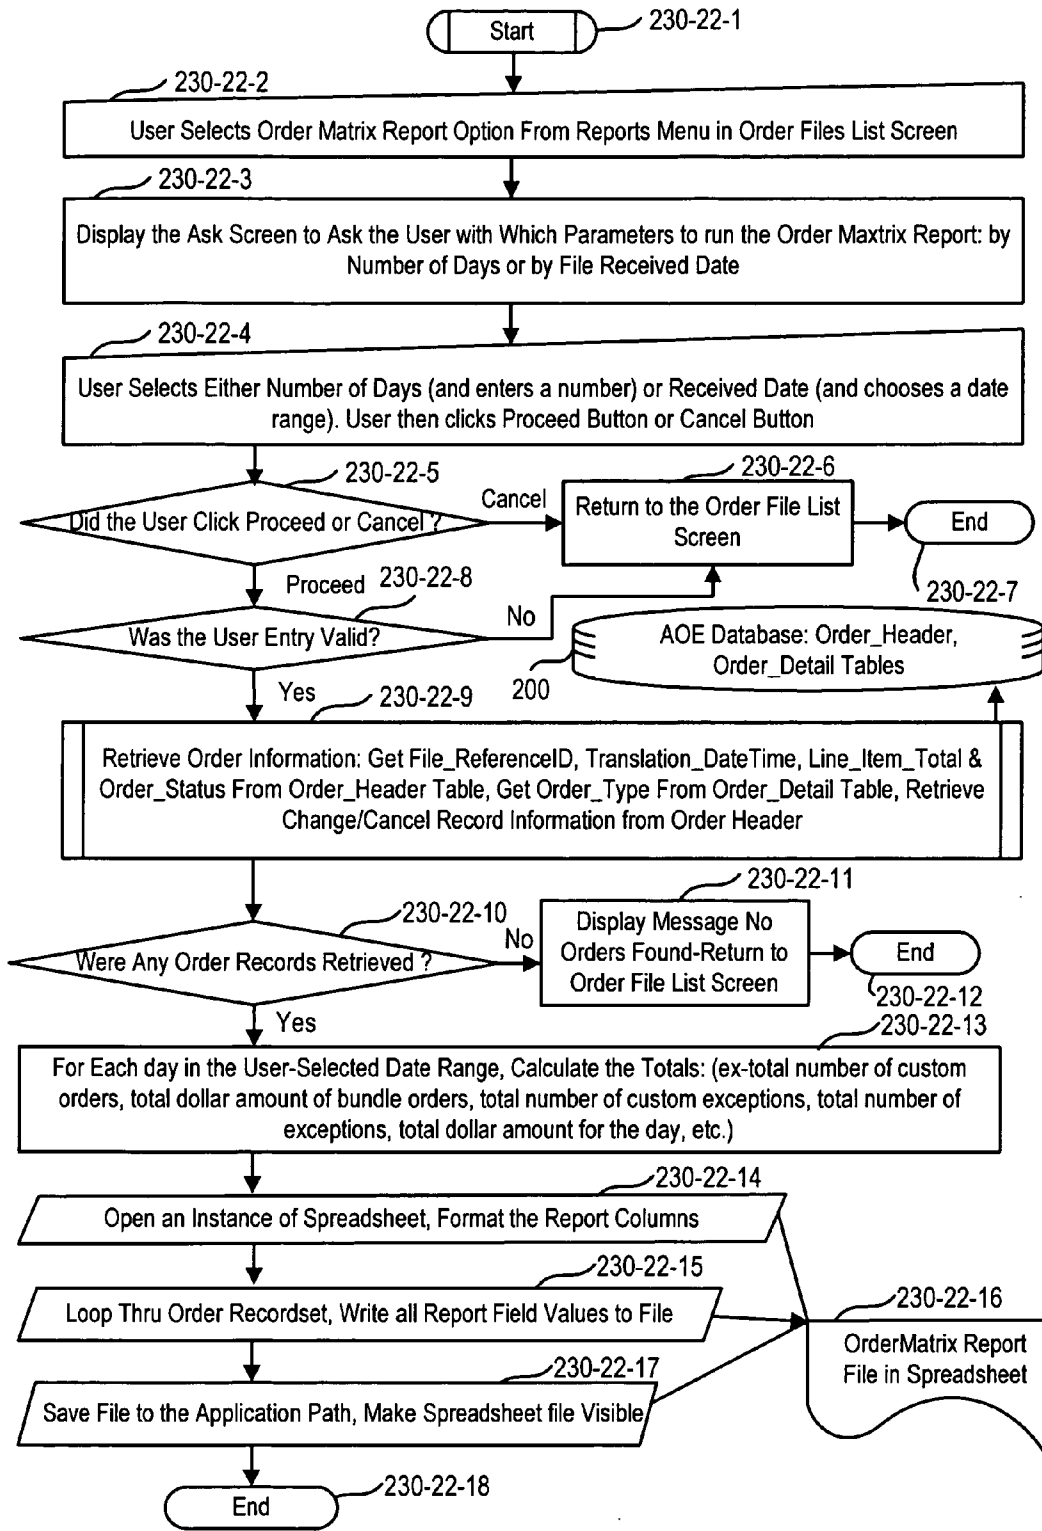 Start
230-22-1
230-22-2
User Selects Order Matrix Report Option From Reports Menu in Order Files List Screen
230-22-3
Display the Ask Screen to Ask the User with Which Parameters to run the Order Maxtrix Report: by
Number of Days or by File Received Date
230-22-4
User Selects Either Number of Days (and enters a number) or Received Date (and chooses a date
range). User then clicks Proceed Button or Cancel Button
230-22-5
Did the User Click Proceed or Cancel ?
Cancel
230-22-6
Return to the Order File List
Screen
End
230-22-7
Proceed
230-22-8
Was the User Entry Valid?
No
AOE Database: Order_Header,
Order_Detail Tables
200
Yes
230-22-9
Retrieve Order Information: Get File_ReferenceID, Translation_DateTime, Line_Item_Total &
Order_Status From Order_Header Table, Get Order_Type From Order_Detail Table, Retrieve
Change/Cancel Record Information from Order Header
230-22-10
Were Any Order Records Retrieved ?
No
230-22-11
Display Message No
Orders Found-Return to
Order File List Screen
End
230-22-12
Yes
230-22-13
For Each day in the User-Selected Date Range, Calculate the Totals: (ex-total number of custom
orders, total dollar amount of bundle orders, total number of custom exceptions, total number of
exceptions, total dollar amount for the day, etc.)
230-22-14
Open an Instance of Spreadsheet, Format the Report Columns
230-22-15
Loop Thru Order Recordset, Write all Report Field Values to File
230-22-16
OrderMatrix Report
File in Spreadsheet
230-22-17
Save File to the Application Path, Make Spreadsheet file Visible
End
230-22-18